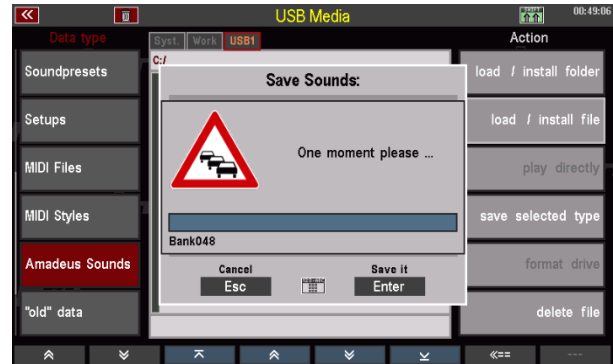 USB Media
00:49:06
Data type
Syst. Work USB1
Action
C:/
Soundpresets
Setups
MIDI Files
MIDI Styles
Amadeus Sounds
"old" data
Save Sounds:
One moment please ...
Bank048
Cancel
Esc
Save it
Enter
load / install folder
load / install file
play directly
save selected type
format drive
delete file
«==
---